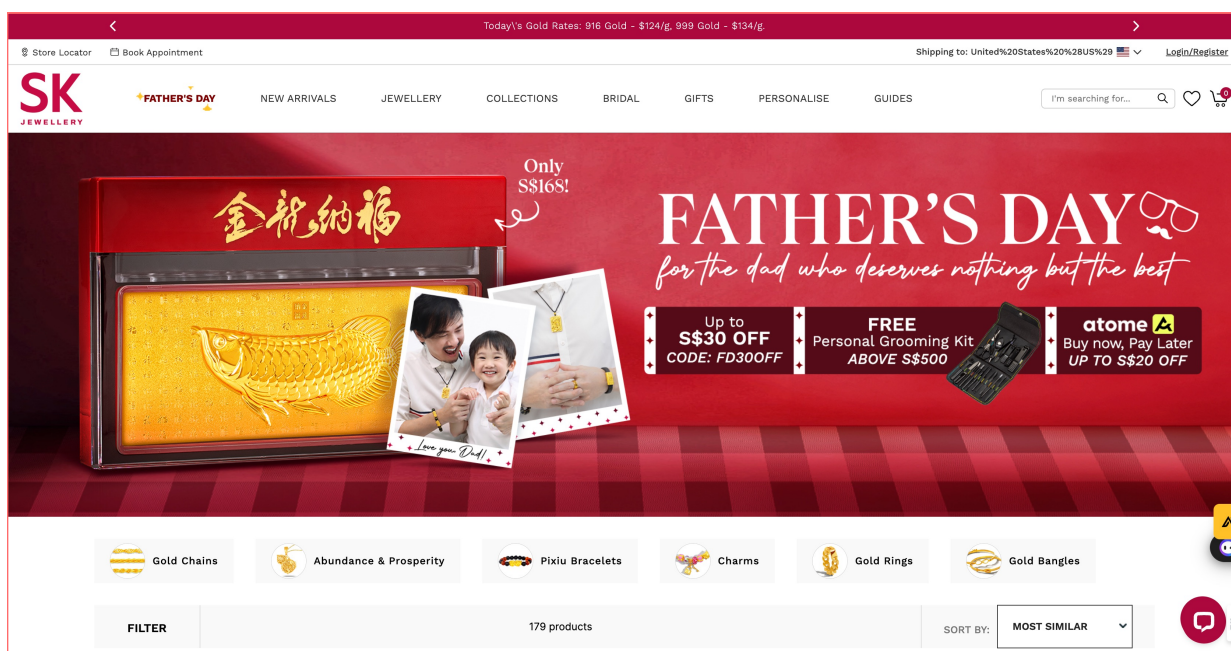 Today\'s Gold Rates: 916 Gold - $124/g, 999 Gold - $134/g.
Store Locator
Book Appointment
Shipping to: United%20States%20%28US%29
Login/Register
SK
JEWELLERY
FATHER'S DAY
NEW ARRIVALS
JEWELLERY
COLLECTIONS
BRIDAL
GIFTS
PERSONALISE
GUIDES
I'm searching for...
0
Only
S$168!
金龍納福
FATHER'S DAY
for the dad who deserves nothing but the best
Up to
S$30 OFF
CODE: FD30OFF
FREE
Personal Grooming Kit
ABOVE S$500
atome
Buy now, Pay Later
UP TO S$20 OFF
Love you Dad!
Gold Chains
Abundance & Prosperity
Pixiu Bracelets
Charms
Gold Rings
Gold Bangles
FILTER
179 products
SORT BY:
MOST SIMILAR